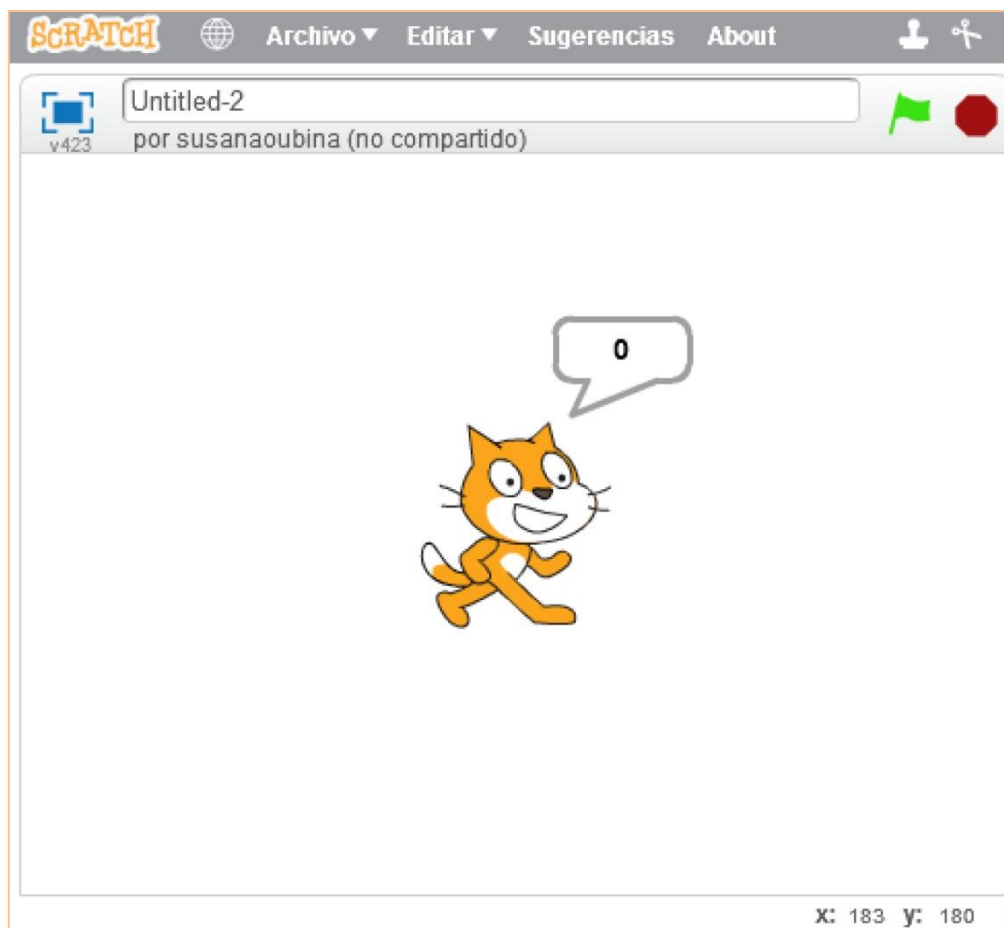 SCRATCH Archivo ▼ Editar ▼ Sugerencias About
Untitled-2
v423 por susanaoubina (no compartido)
0
x: 183 y: 180